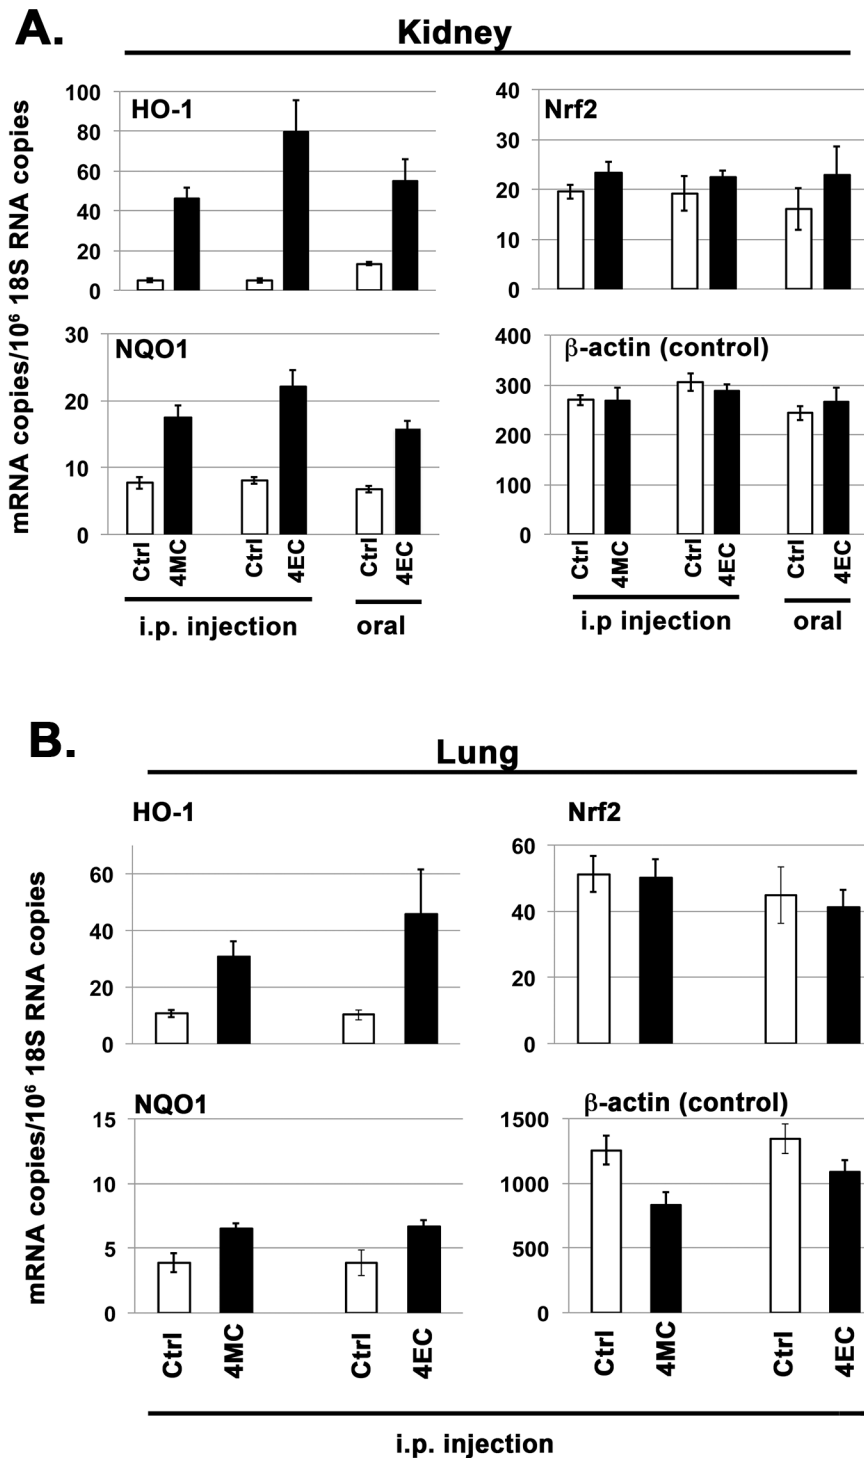 A.
Kidney
mRNA copies/10⁶ 18S RNA copies
HO-1
100
80
60
40
20
0
Nrf2
40
30
20
10
0
NQO1
30
20
10
0
Ctrl 4MC Ctrl 4EC Ctrl 4EC
i.p. injection oral
β-actin (control)
400
300
200
100
0
Ctrl 4MC Ctrl 4EC Ctrl 4EC
i.p injection oral
B.
Lung
mRNA copies/10⁶ 18S RNA copies
HO-1
60
40
20
0
Nrf2
60
40
20
0
NQO1
15
10
5
0
Ctrl 4MC Ctrl 4EC
β-actin (control)
1500
1000
500
0
Ctrl 4MC Ctrl 4EC
i.p. injection